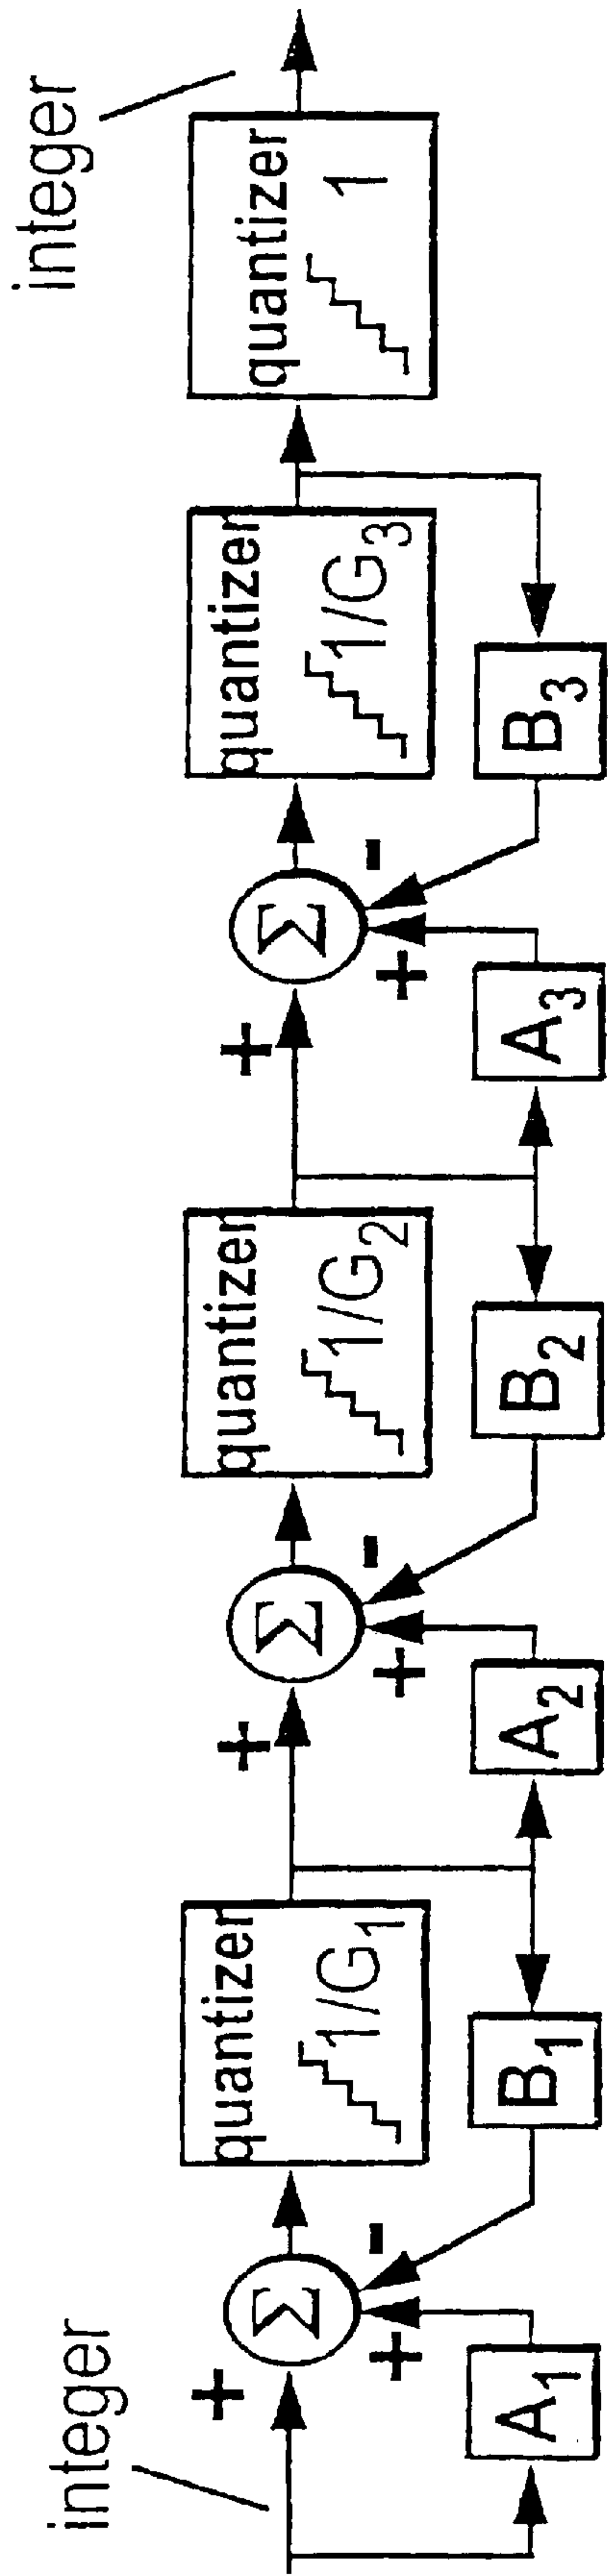 integer
+
Σ
+
-
A1
B1
quantizer
1/G1
+
Σ
+
-
A2
B2
quantizer
1/G2
+
Σ
+
-
A3
B3
quantizer
1/G3
quantizer
1
integer